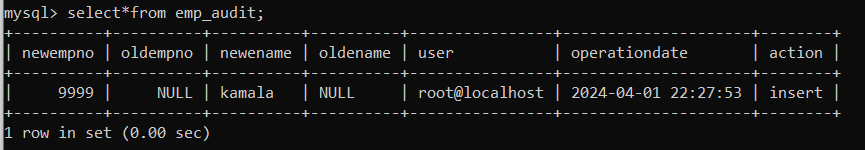 mysql> select*from emp_audit;
+----------+----------+----------+----------+----------------+---------------------+--------+
| newempno | oldempno | newename | oldename | user           | operationdate       | action |
+----------+----------+----------+----------+----------------+---------------------+--------+
|     9999 |     NULL | kamala   | NULL     | root@localhost | 2024-04-01 22:27:53 | insert |
+----------+----------+----------+----------+----------------+---------------------+--------+
1 row in set (0.00 sec)